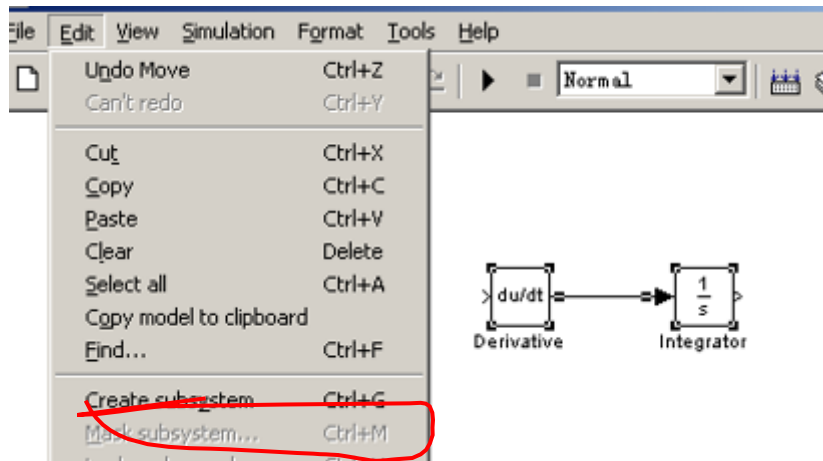 File Edit View Simulation Format Tools Help
Normal
Undo Move Ctrl+Z
Can't redo Ctrl+Y
Cut Ctrl+X
Copy Ctrl+C
Paste Ctrl+V
Clear Delete
Select all Ctrl+A
Copy model to clipboard
Find... Ctrl+F
Create subsystem Ctrl+G
Mask subsystem... Ctrl+M
du/dt
1
s
Derivative Integrator